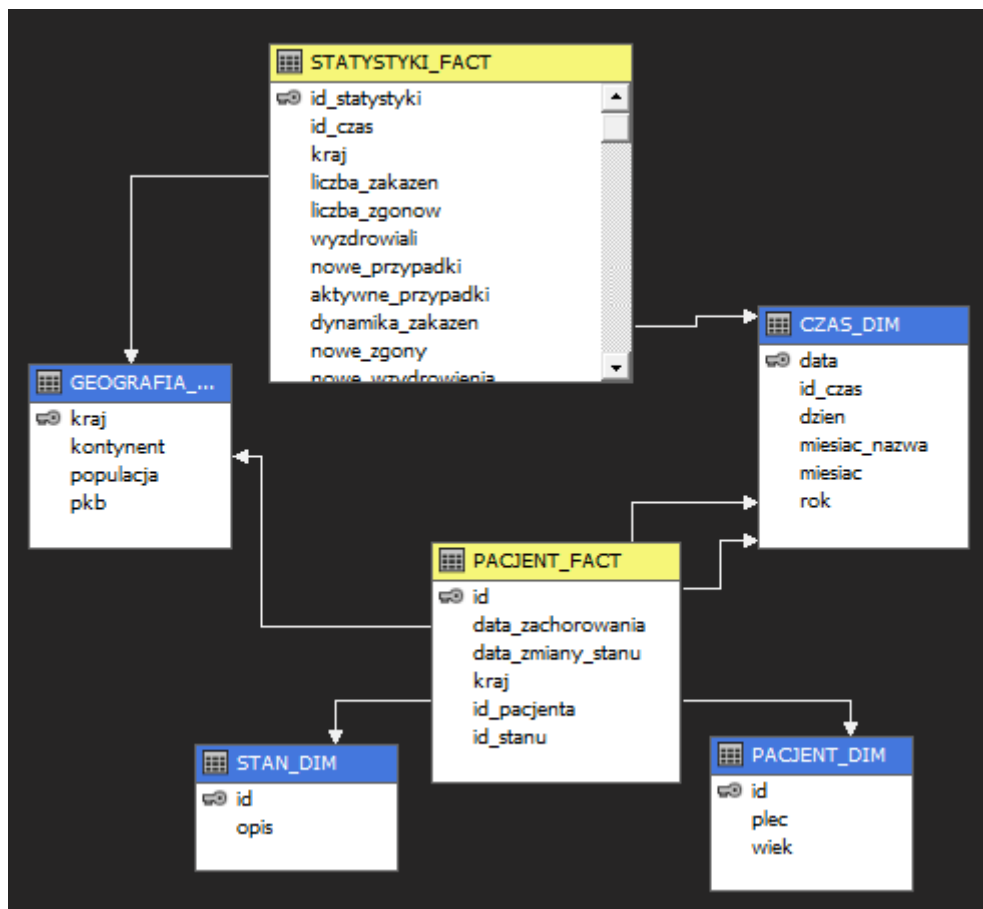 STATYSTYKI_FACT
id_statystyki
id_czas
kraj
liczba_zakazen
liczba_zgonow
wyzdrowiali
nowe_przypadki
aktywne_przypadki
dynamika_zakazen
nowe_zgony
nowe_wzydrowienia
CZAS_DIM
data
id_czas
dzien
miesiac_nazwa
miesiac
rok
GEOGRAFIA_...
kraj
kontynent
populacja
pkb
PACJENT_FACT
id
data_zachorowania
data_zmiany_stanu
kraj
id_pacjenta
id_stanu
STAN_DIM
id
opis
PACJENT_DIM
id
plec
wiek